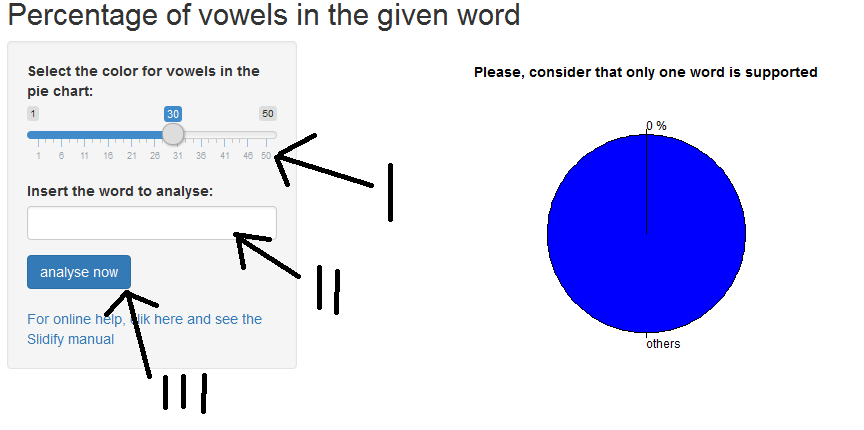 Percentage of vowels in the given word
Select the color for vowels in the
pie chart:
1 30 50
1 6 11 16 21 26 31 36 41 46 50
Insert the word to analyse:
analyse now
For online help, clik here and see the
Slidify manual
I
II
III
Please, consider that only one word is supported
0 %
others